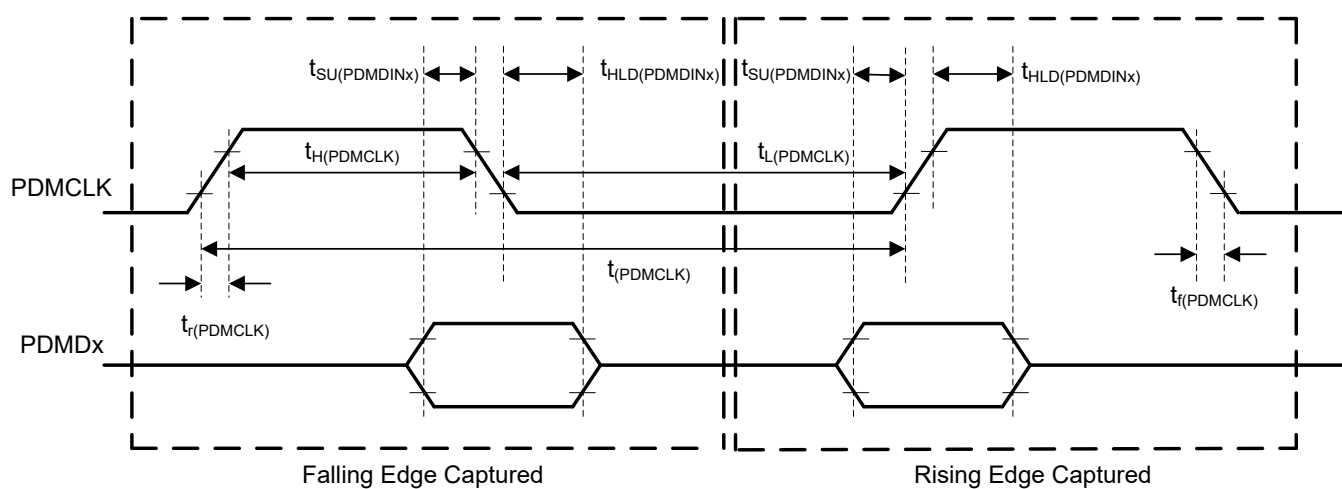 tSU(PDMDINx)
tHLD(PDMDINx)
tSU(PDMDINx)
tHLD(PDMDINx)
tH(PDMCLK)
tL(PDMCLK)
PDMCLK
t(PDMCLK)
tr(PDMCLK)
tf(PDMCLK)
PDMDx
Falling Edge Captured
Rising Edge Captured